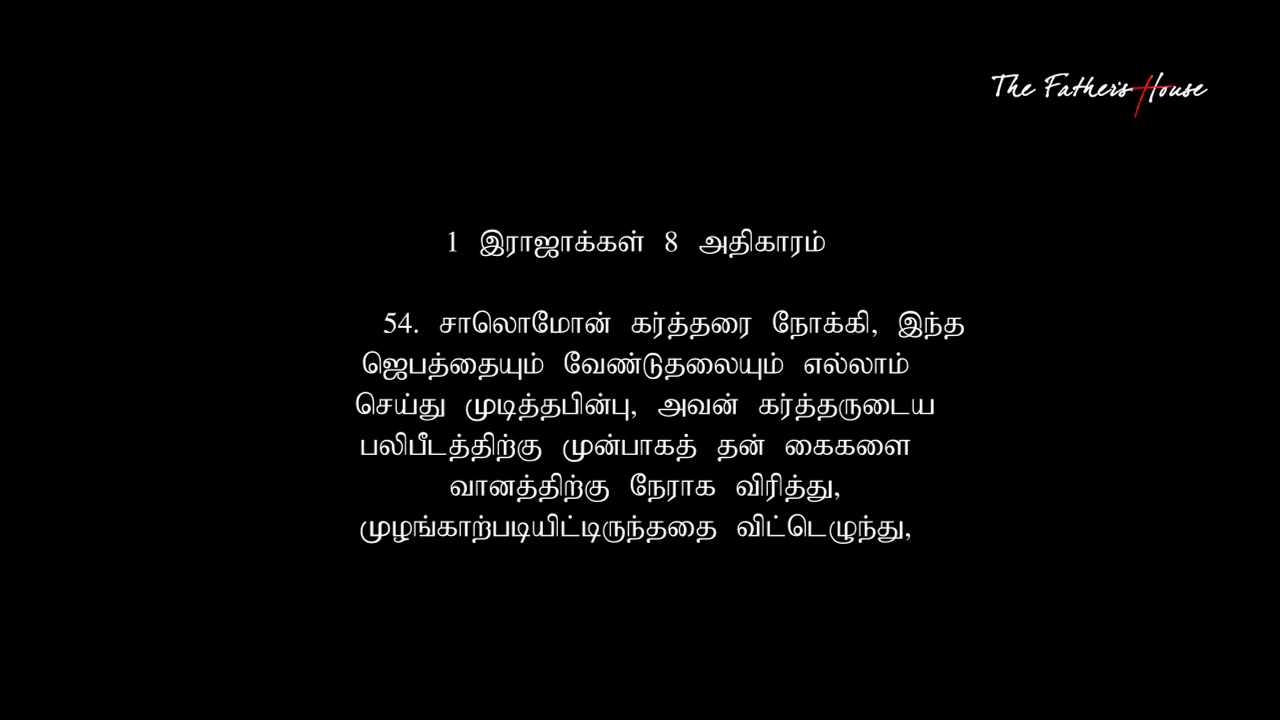 The Father's House
1 இராஜாக்கள் 8 அதிகாரம்
54. சாலொமோன் கர்த்தரை நோக்கி, இந்த
ஜெபத்தையும் வேண்டுதலையும் எல்லாம்
செய்து முடித்தபின்பு, அவன் கர்த்தருடைய
பலிபீடத்திற்கு முன்பாகத் தன் கைகளை
வானத்திற்கு நேராக விரித்து,
முழங்காற்படியிட்டிருந்ததை விட்டெழுந்து,